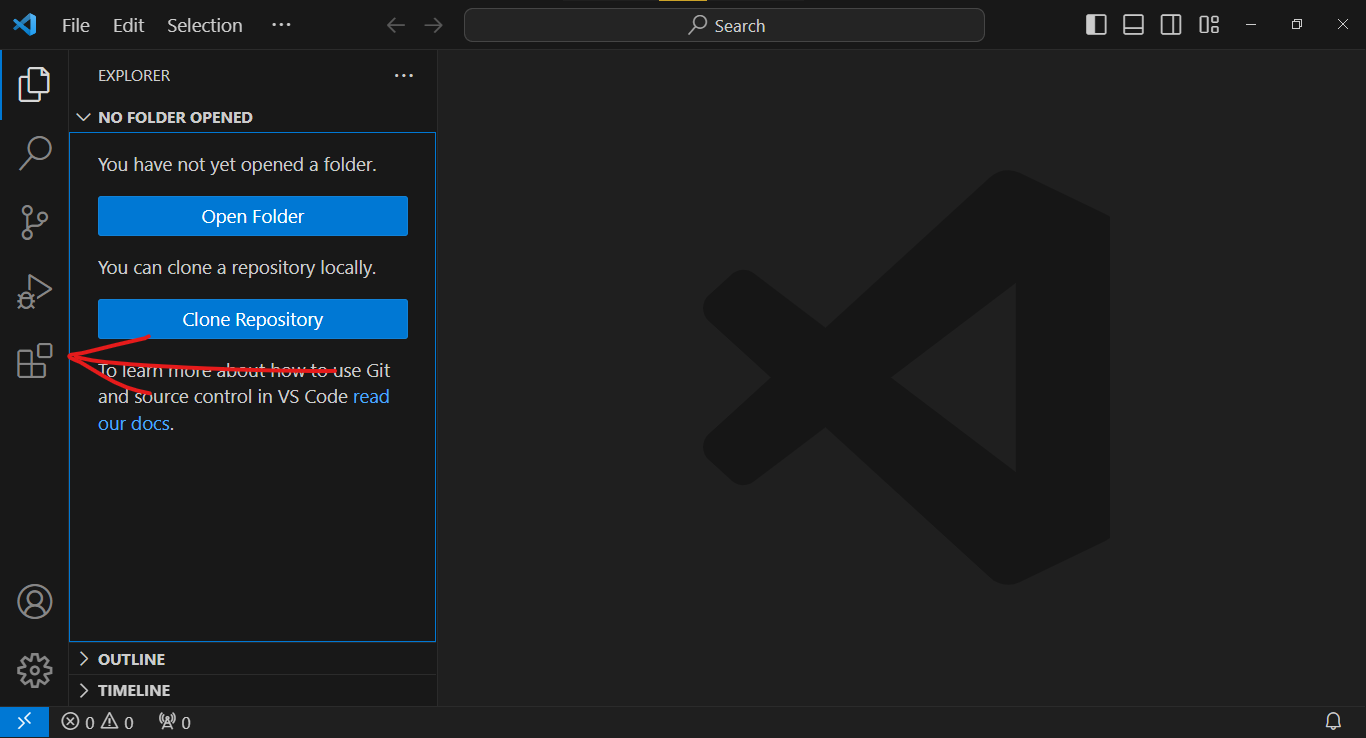 File Edit Selection ···
Search
EXPLORER
NO FOLDER OPENED
You have not yet opened a folder.
Open Folder
You can clone a repository locally.
Clone Repository
To learn more about how to use Git
and source control in VS Code read
our docs.
OUTLINE
TIMELINE
0 0 0